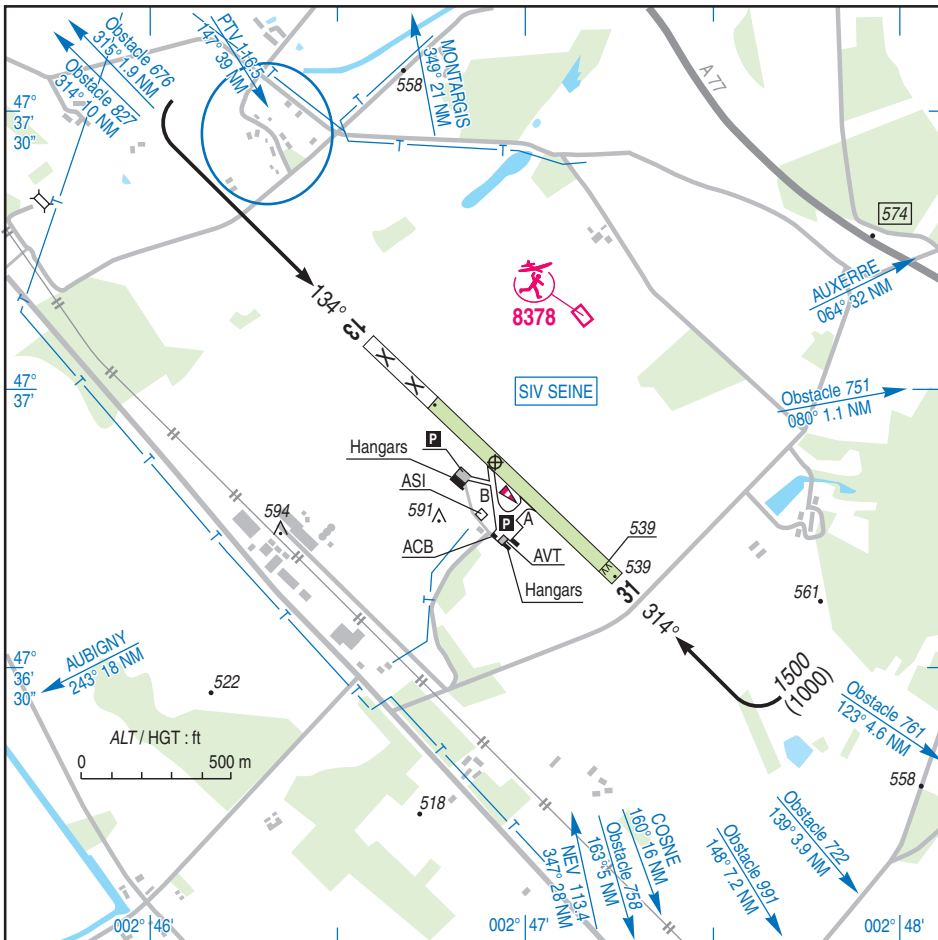 Obstacle 676
315° 1.9 NM
Obstacle 827
314° 10 NM
PTV 116.5
147° 39 NM
MONTARGIS
349° 21 NM
558
A 77
47°
37'
30"
T
T
T
T
T
T
574
AUXERRE
064° 32 NM
8378
134°
13
SIV SEINE
47°
37'
Obstacle 751
080° 1.1 NM
T
T
P
Hangars
B
ASI
591
P
A
594
ACB
AVT
539
539
Hangars
31
T
T
314°
561
47°
36'
30"
AUBIGNY
243° 18 NM
T
522
1500
(1000)
Obstacle 761
123° 4.6 NM
ALT / HGT : ft
0
500 m
T
558
518
T
T
NEV 113.4
347° 28 NM
Obstacle 758
163° 5 NM
COSNE
160° 16 NM
Obstacle 991
148° 7.2 NM
Obstacle 722
139° 3.9 NM
002° 46'
002° 47'
002° 48'